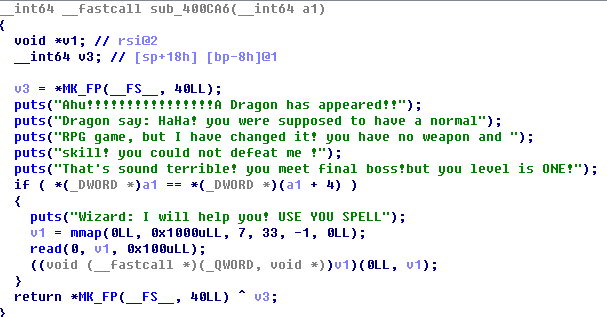 __int64 __fastcall sub_400CA6(__int64 a1)
{
void *v1; // rsi@2
__int64 v3; // [sp+18h] [bp-8h]@1
v3 = *MK_FP(__FS__, 40LL);
puts("Ahu!!!!!!!!!!!!!!!!A Dragon has appeared!!");
puts("Dragon say: HaHa! you were supposed to have a normal");
puts("RPG game, but I have changed it! you have no weapon and ");
puts("skill! you could not defeat me !");
puts("That's sound terrible! you meet final boss!but you level is ONE!");
if ( *(_DWORD *)a1 == *(_DWORD *)(a1 + 4) )
{
puts("Wizard: I will help you! USE YOU SPELL");
v1 = mmap(0LL, 0x1000uLL, 7, 33, -1, 0LL);
read(0, v1, 0x100uLL);
((void (__fastcall *)(_QWORD, void *))v1)(0LL, v1);
}
return *MK_FP(__FS__, 40LL) ^ v3;
}